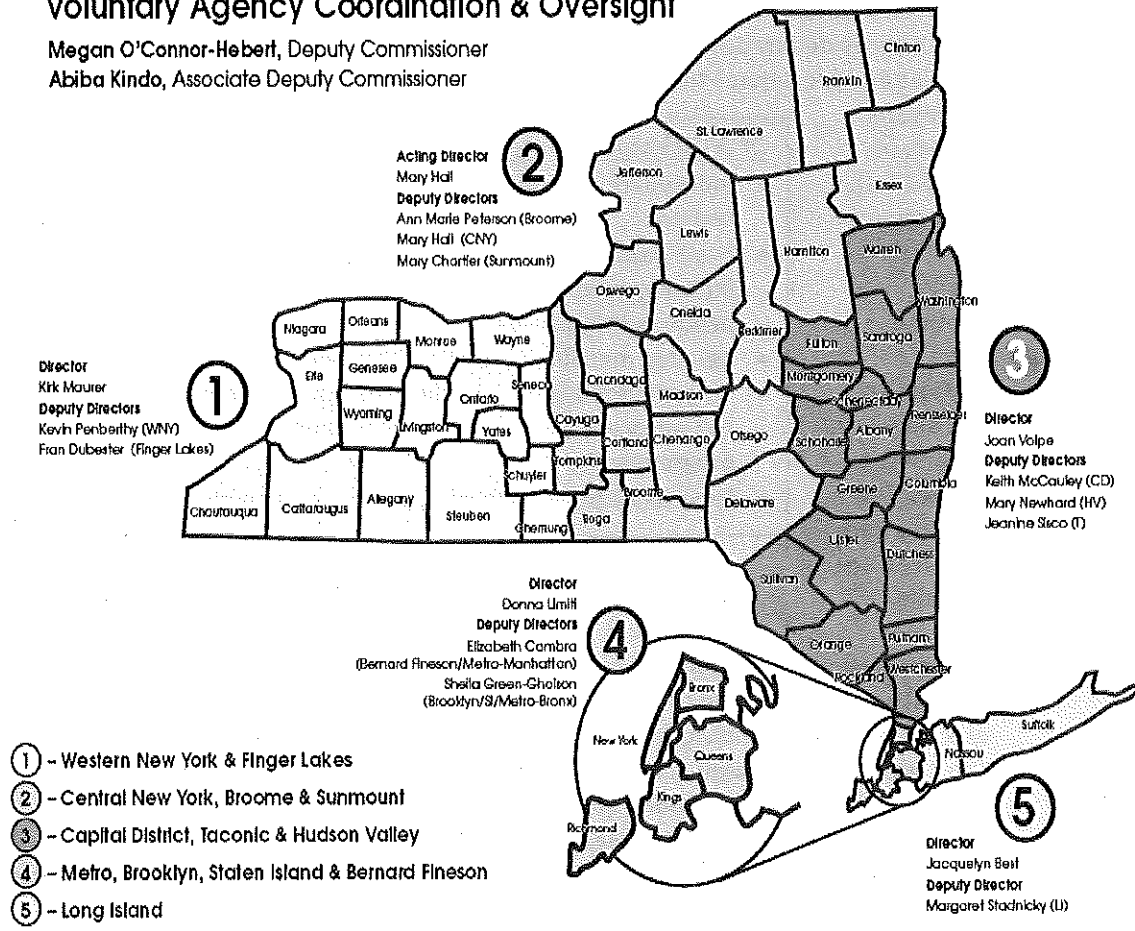 Voluntary Agency Coordination & Oversight
Megan O'Connor-Hebert, Deputy Commissioner
Abiba Kindo, Associate Deputy Commissioner
2
Acting Director
Mary Hall
Deputy Directors
Ann Marie Peterson (Broome)
Mary Hall (CNY)
Mary Chartier (Sunmount)
Clinton
Franklin
St. Lawrence
Jefferson
Essex
Lewis
Hamilton
Warren
Washington
Oswego
Oneida
Herkimer
Fulton
Saratoga
Niagara
Orleans
Monroe
Wayne
Erie
Genesee
Ontario
Seneca
Onondaga
Madison
Montgomery
Schenectady
Rensselaer
Wyoming
Livingston
Yates
Cayuga
Cortland
Chenango
Otsego
Schoharie
Albany
Schuyler
Tompkins
Broome
Delaware
Greene
Columbia
Chautauqua
Cattaraugus
Allegany
Steuben
Chemung
Tioga
Ulster
Dutchess
Sullivan
Orange
Putnam
Rockland
Westchester
1
Director
Kirk Maurer
Deputy Directors
Kevin Penberthy (WNY)
Fran Dubester (Finger Lakes)
3
Director
Joan Volpe
Deputy Directors
Keith McCauley (CD)
Mary Newhard (HV)
Jeanine Sisco (T)
4
Director
Donna Limiti
Deputy Directors
Elizabeth Cambra
(Bernard Fineson/Metro-Manhattan)
Sheila Green-Gholson
(Brooklyn/SI/Metro-Bronx)
Bronx
New York
Queens
Kings
Richmond
Suffolk
Nassau
5
Director
Jacquelyn Bert
Deputy Director
Margaret Stadnicky (LI)
1 - Western New York & Finger Lakes
2 - Central New York, Broome & Sunmount
3 - Capital District, Taconic & Hudson Valley
4 - Metro, Brooklyn, Staten Island & Bernard Fineson
5 - Long Island